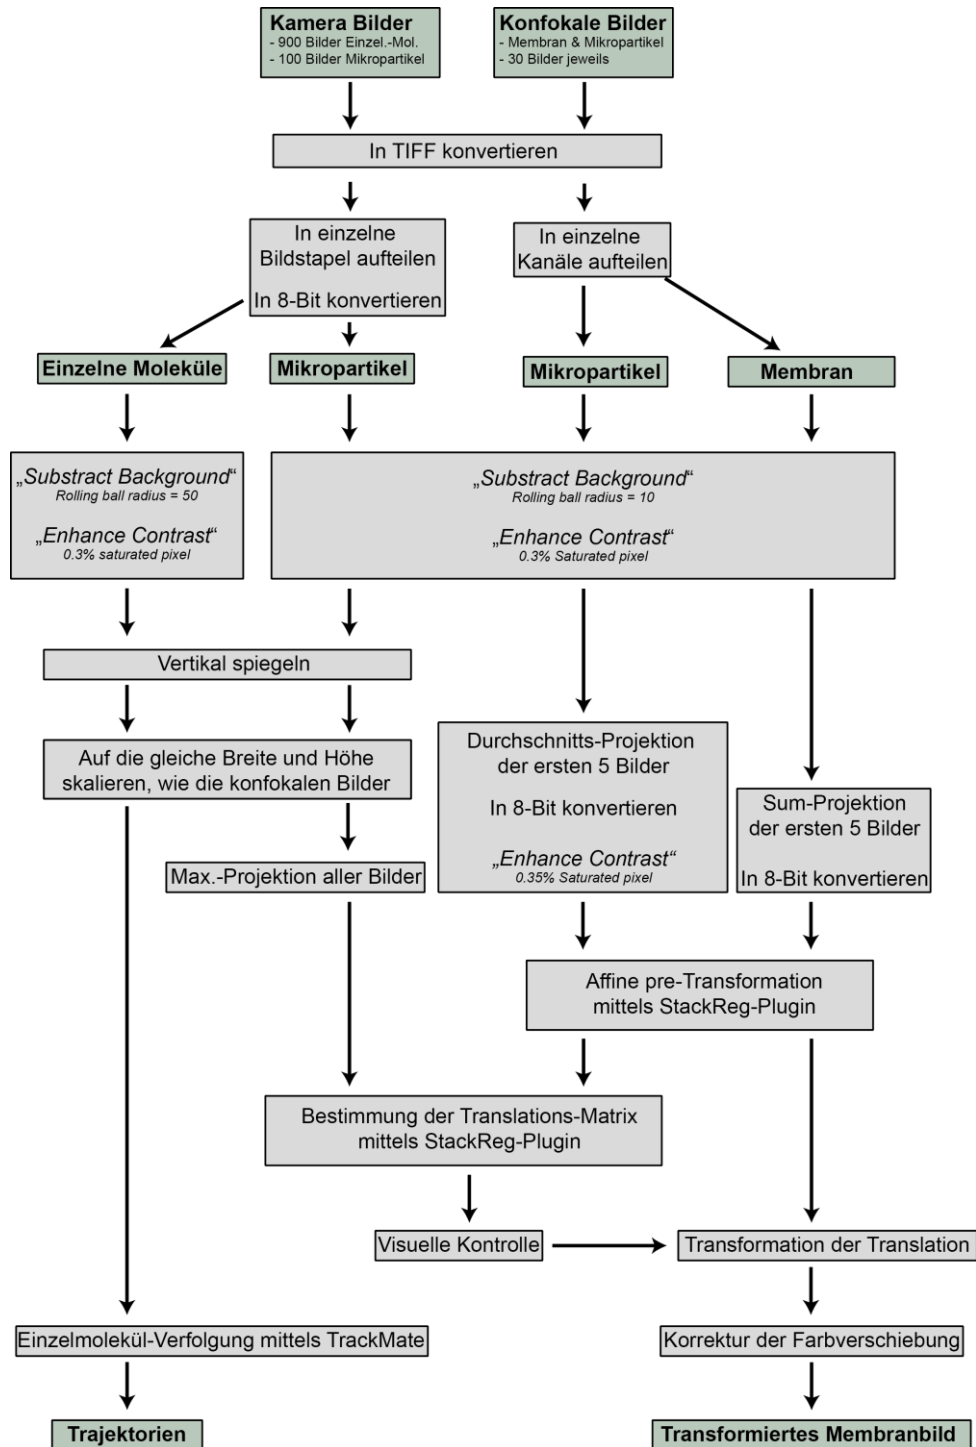 Kamera Bilder
- 900 Bilder Einzel.-Mol.
- 100 Bilder Mikropartikel
Konfokale Bilder
- Membran & Mikropartikel
- 30 Bilder jeweils
In TIFF konvertieren
In einzelne
Bildstapel aufteilen
In 8-Bit konvertieren
In einzelne
Kanäle aufteilen
Einzelne Moleküle
Mikropartikel
Mikropartikel
Membran
„Substract Background“
Rolling ball radius = 50
„Enhance Contrast“
0.3% saturated pixel
„Substract Background“
Rolling ball radius = 10
„Enhance Contrast“
0.3% Saturated pixel
Vertikal spiegeln
Auf die gleiche Breite und Höhe
skalieren, wie die konfokalen Bilder
Durchschnitts-Projektion
der ersten 5 Bilder
In 8-Bit konvertieren
„Enhance Contrast“
0.35% Saturated pixel
Sum-Projektion
der ersten 5 Bilder
In 8-Bit konvertieren
Max.-Projektion aller Bilder
Affine pre-Transformation
mittels StackReg-Plugin
Bestimmung der Translations-Matrix
mittels StackReg-Plugin
Visuelle Kontrolle
Transformation der Translation
Einzelmolekül-Verfolgung mittels TrackMate
Korrektur der Farbverschiebung
Trajektorien
Transformiertes Membranbild